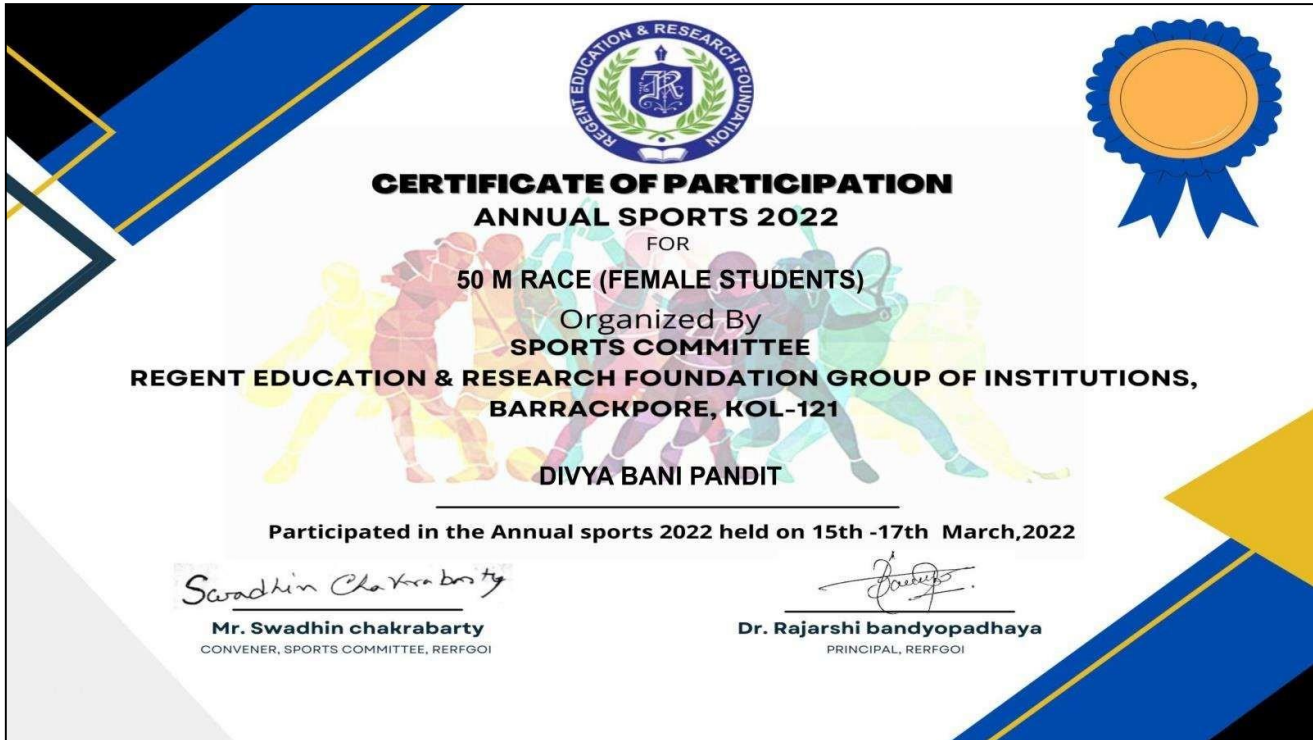 REGENT EDUCATION & RESEARCH FOUNDATION
R
CERTIFICATE OF PARTICIPATION
ANNUAL SPORTS 2022
FOR
50 M RACE (FEMALE STUDENTS)
Organized By
SPORTS COMMITTEE
REGENT EDUCATION & RESEARCH FOUNDATION GROUP OF INSTITUTIONS,
BARRACKPORE, KOL-121
DIVYA BANI PANDIT
Participated in the Annual sports 2022 held on 15th -17th March,2022
Swadhin Chakrabarty
Mr. Swadhin chakrabarty
CONVENER, SPORTS COMMITTEE, RERFGOI
Dr. Rajarshi bandyopadhaya
PRINCIPAL, RERFGOI